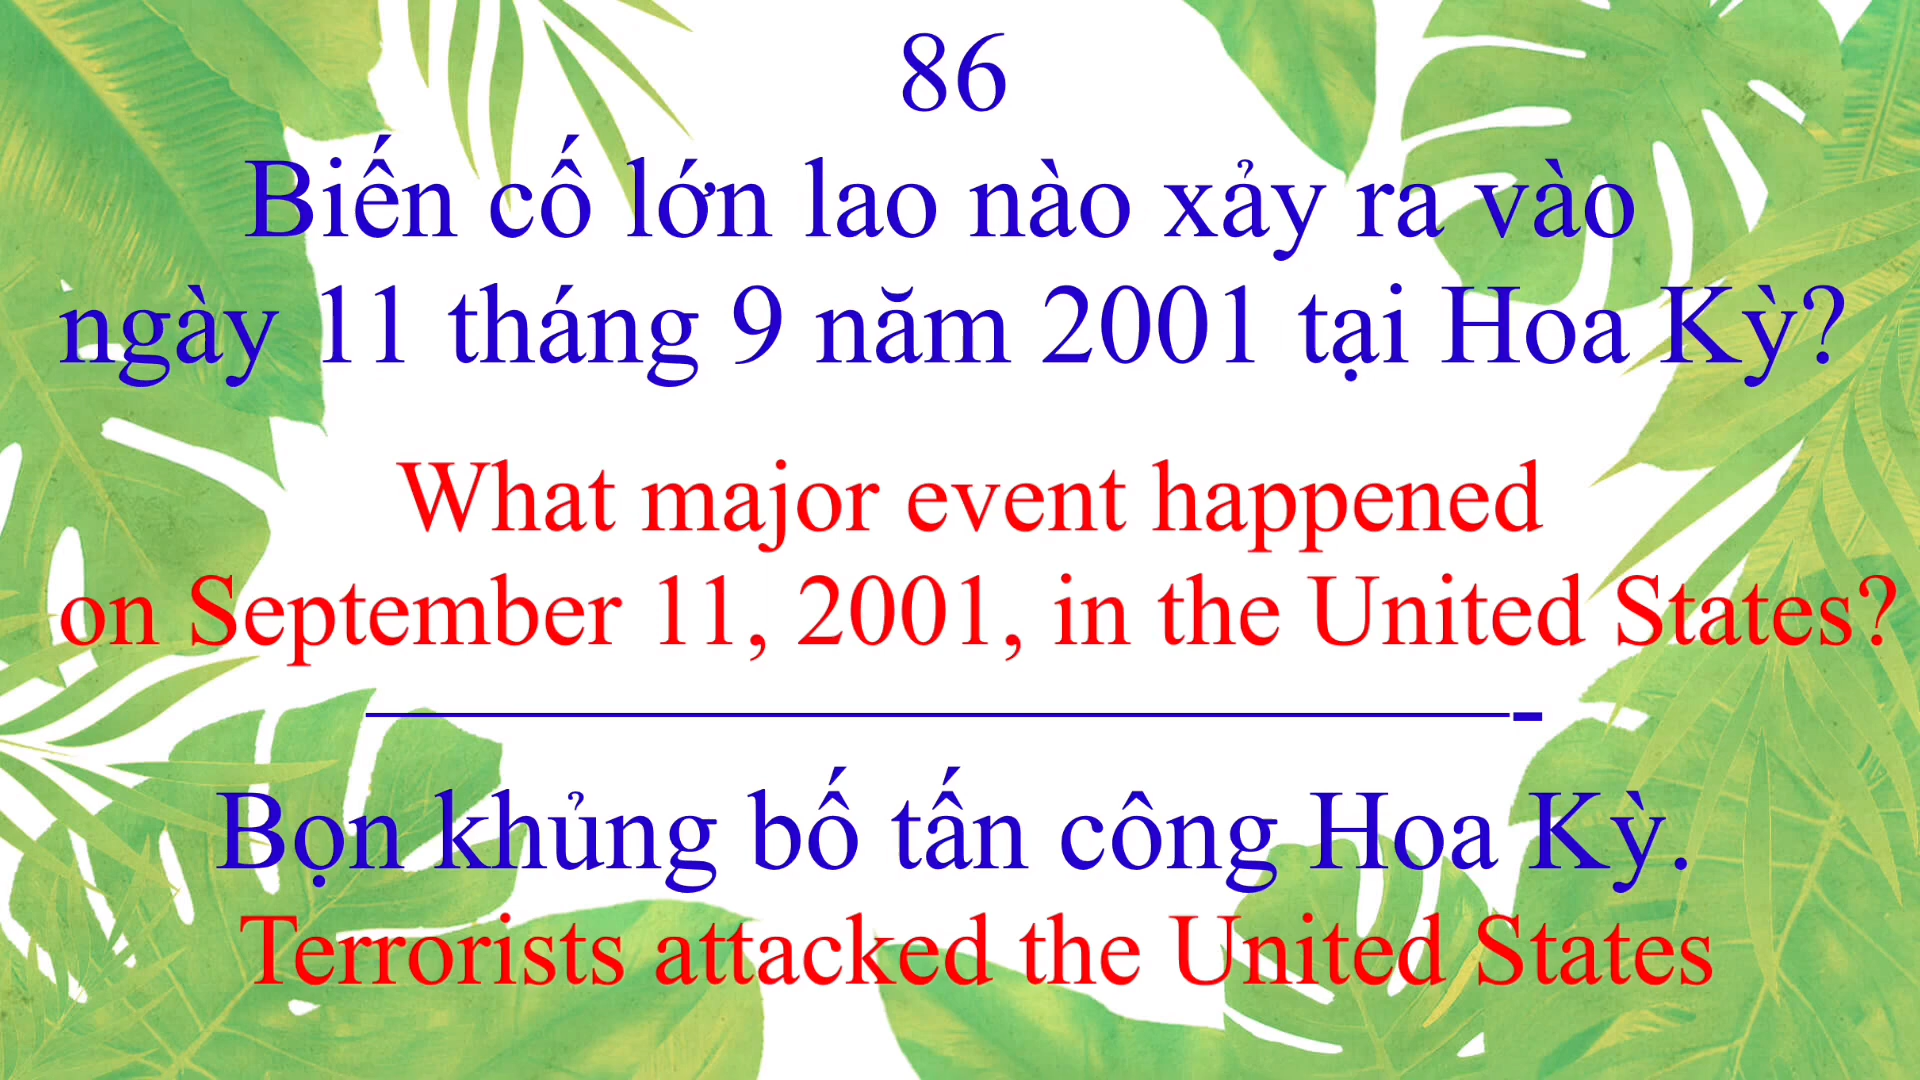 86
Biến cố lớn lao nào xảy ra vào
ngày 11 tháng 9 năm 2001 tại Hoa Kỳ?
What major event happened
on September 11, 2001, in the United States?
Bọn khủng bố tấn công Hoa Kỳ.
Terrorists attacked the United States